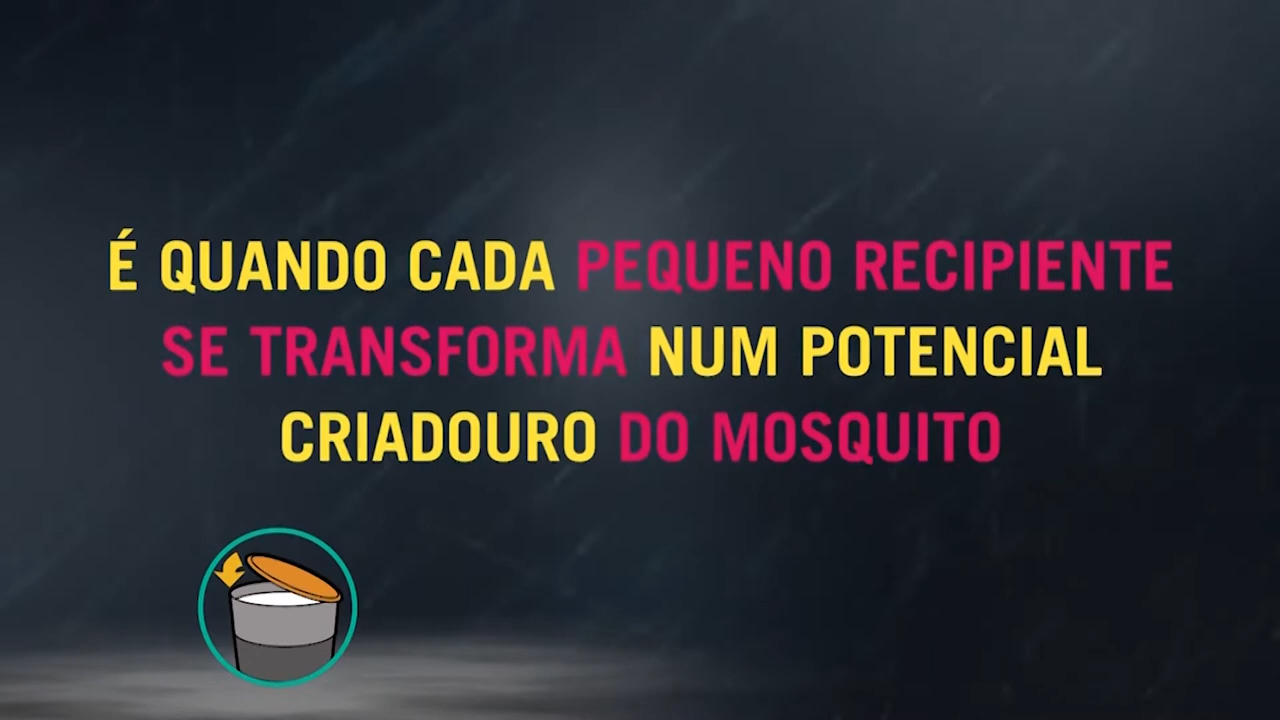 É QUANDO CADA PEQUENO RECIPIENTE
SE TRANSFORMA NUM POTENCIAL
CRIADOURO DO MOSQUITO